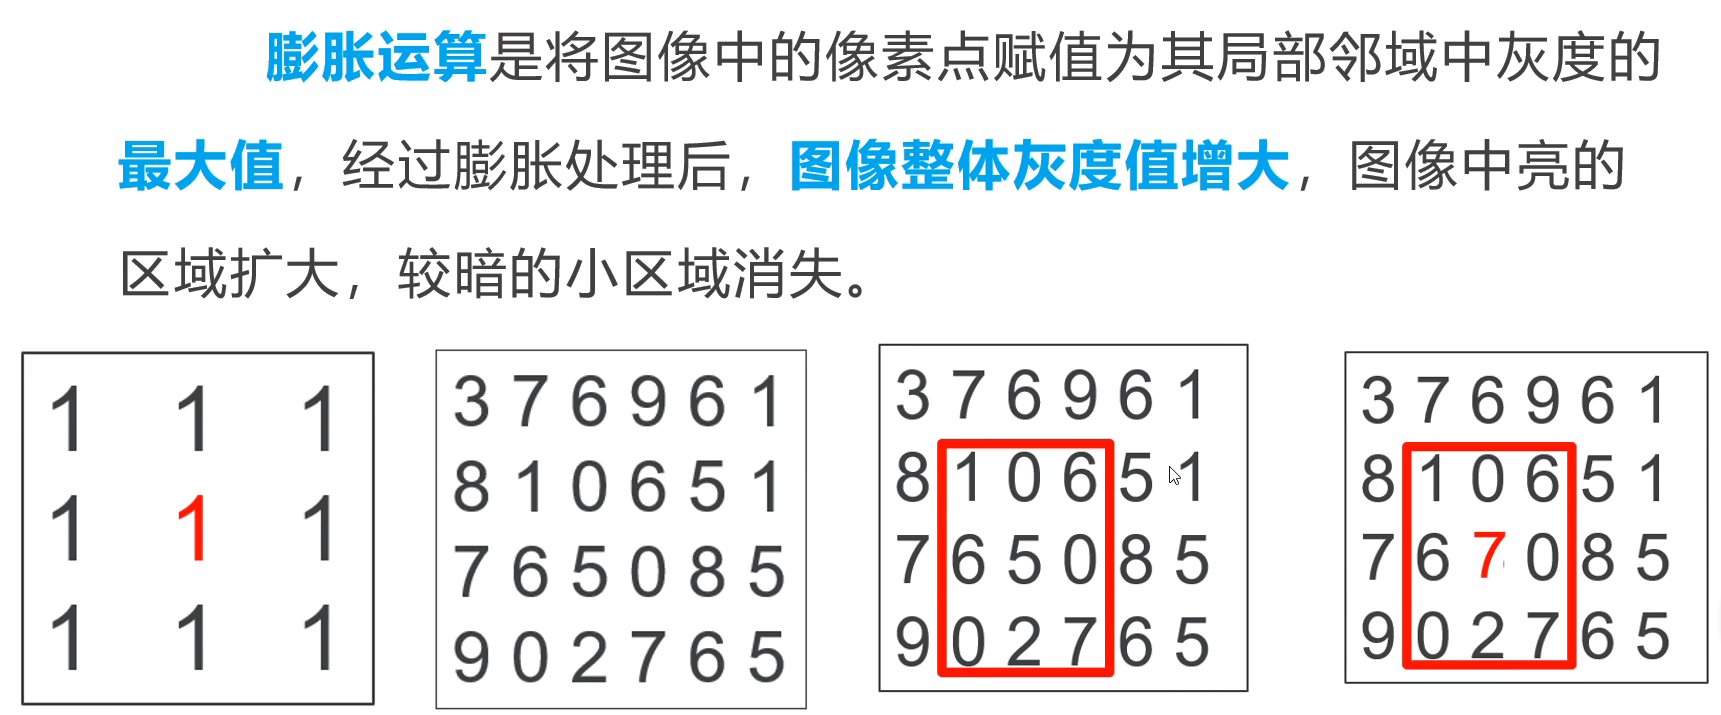 膨胀运算是将图像中的像素点赋值为其局部邻域中灰度的
最大值，经过膨胀处理后，图像整体灰度值增大，图像中亮的
区域扩大，较暗的小区域消失。
1 1 1
1 1 1
1 1 1
3 7 6 9 6 1
8 1 0 6 5 1
7 6 5 0 8 5
9 0 2 7 6 5
3 7 6 9 6 1
8 1 0 6 5 1
7 6 5 0 8 5
9 0 2 7 6 5
3 7 6 9 6 1
8 1 0 6 5 1
7 6 7 0 8 5
9 0 2 7 6 5